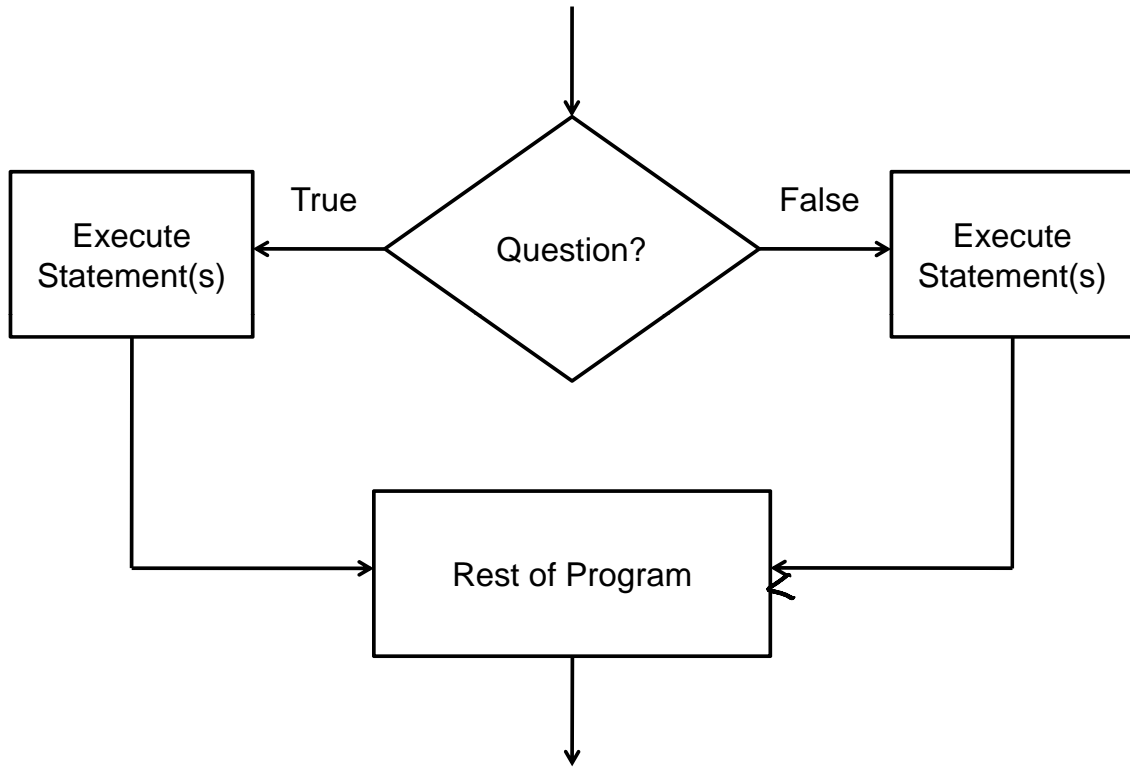 True
False
Execute
Statement(s)
Question?
Execute
Statement(s)
Rest of Program